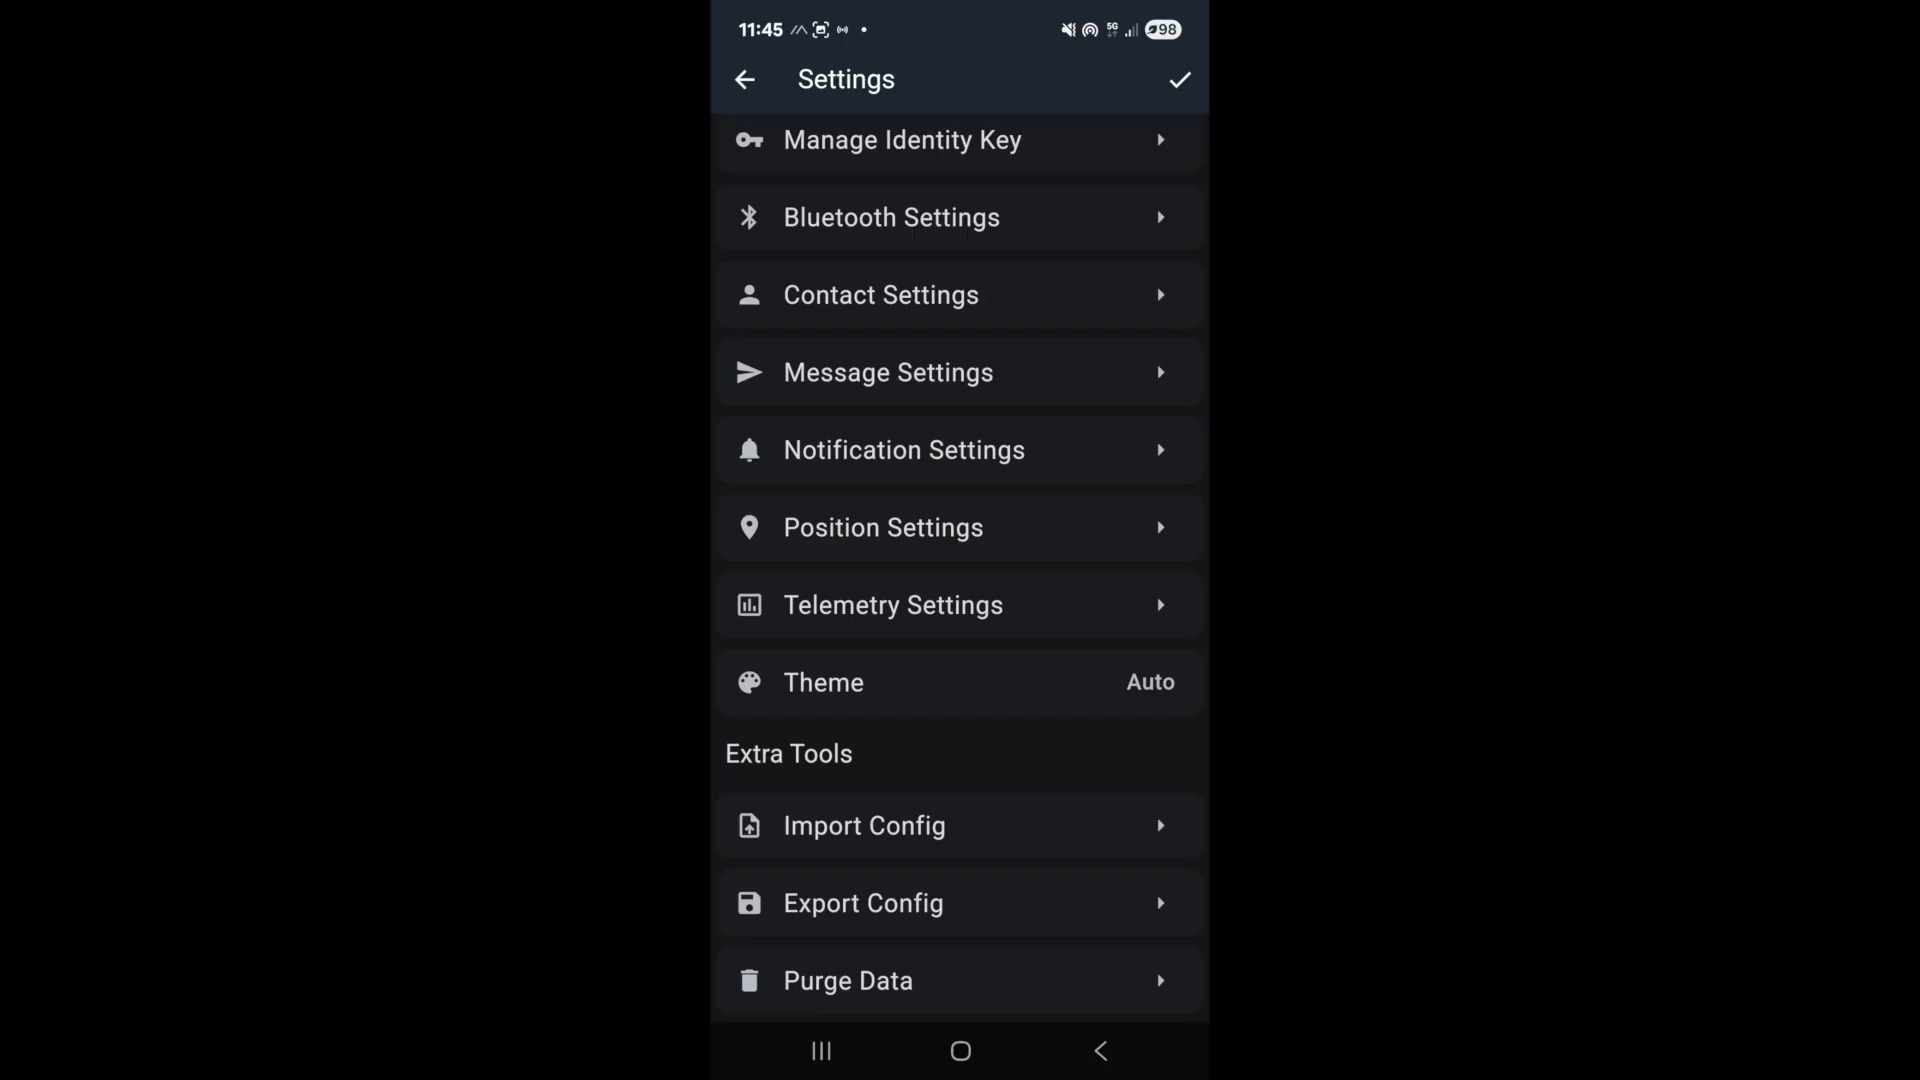 11:45 5G 98
Settings
Manage Identity Key
Bluetooth Settings
Contact Settings
Message Settings
Notification Settings
Position Settings
Telemetry Settings
Theme Auto
Extra Tools
Import Config
Export Config
Purge Data